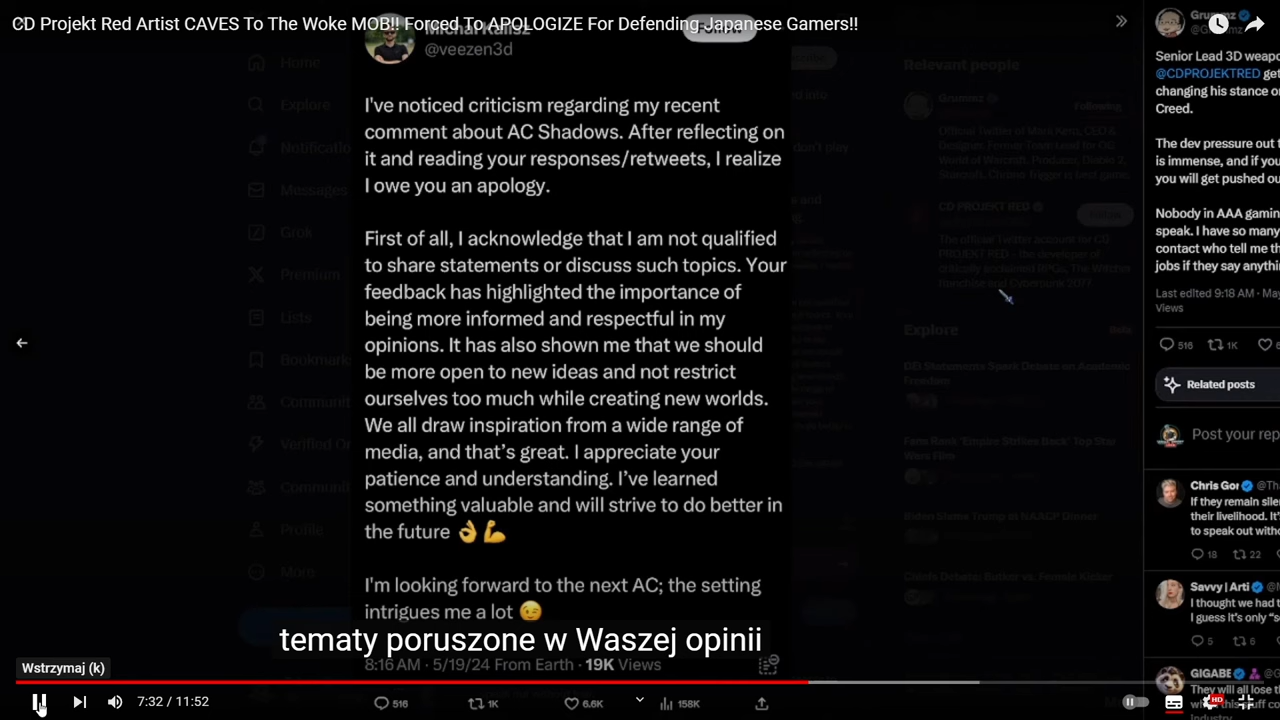 CD Projekt Red Artist CAVES To The Woke MOB!! Forced To APOLOGIZE For Defending Japanese Gamers!!
Michał Kalisz
@veezen3d
I've noticed criticism regarding my recent
comment about AC Shadows. After reflecting on
it and reading your responses/retweets, I realize
I owe you an apology.
First of all, I acknowledge that I am not qualified
to share statements or discuss such topics. Your
feedback has highlighted the importance of
being more informed and respectful in my
opinions. It has also shown me that we should
be more open to new ideas and not restrict
ourselves too much while creating new worlds.
We all draw inspiration from a wide range of
media, and that's great. I appreciate your
patience and understanding. I've learned
something valuable and will strive to do better in
the future 👌💪
I'm looking forward to the next AC; the setting
intrigues me a lot 😉
tematy poruszone w Waszej opinii
8:16 AM · 5/19/24 From Earth · 19K Views
516 1K 6.6K 158K
Wstrzymaj (k)
7:32 / 11:52
Home
Explore
Messages
Grok
Premium
Lists
Profile
More
Relevant people
Grummz
Following
CD PROJEKT RED
Explore
Grummz
Senior Lead 3D weapo
@CDPROJEKTRED get
changing his stance o
Creed.
The dev pressure out t
is immense, and if you
you will get pushed ou
Nobody in AAA gamin
speak. I have so many
contact who tell me th
jobs if they say anythin
Last edited 9:18 AM · Ma
Views
516 1K 6
Related posts
Post your rep
Chris Gor @Tha
If they remain sile
their livelihood. It'
to speak out witho
18 22
Savvy | Arti @
I thought we had t
I guess it's only "s
5 6
GIGABE @G
They will all lose t
industry.
HD